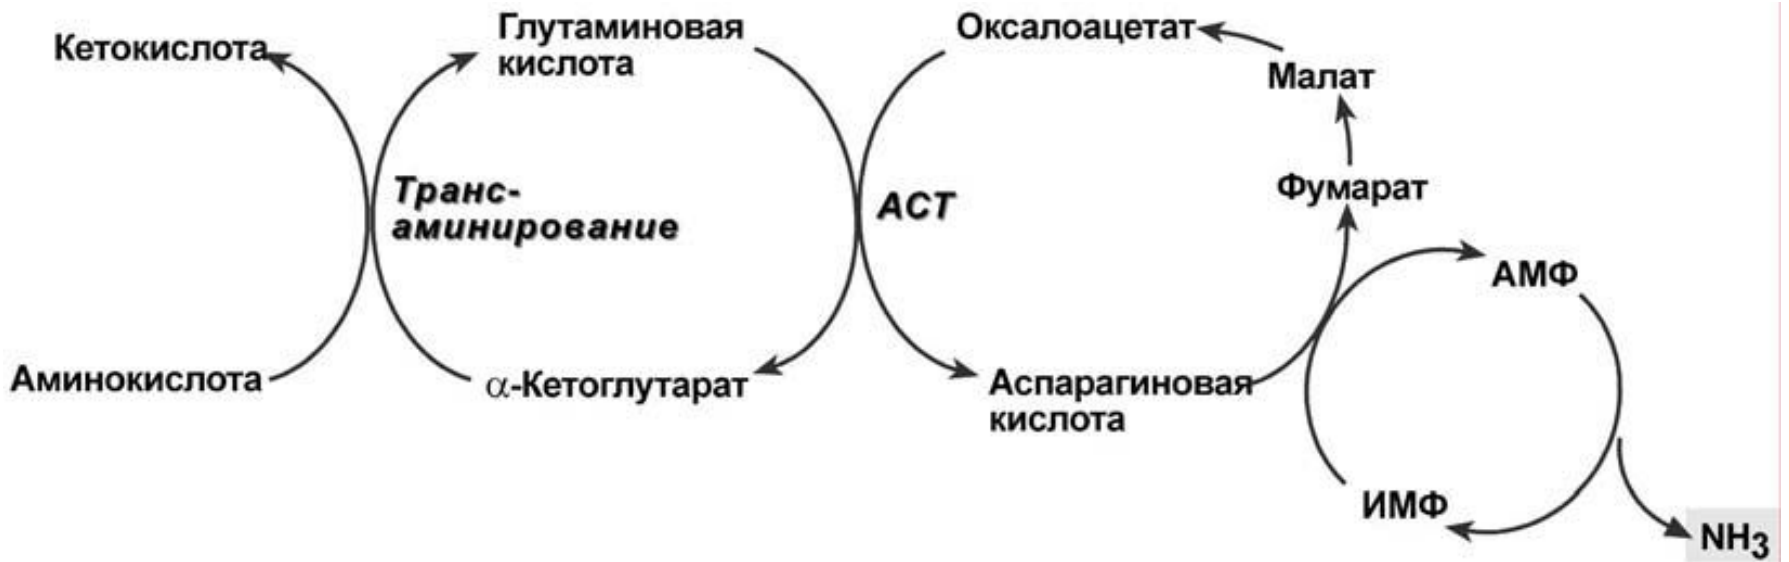 Кетокислота
Глутаминовая
кислота
Оксалоацетат
Малат
Транс-
аминирование
АСТ
Фумарат
АМФ
Аминокислота
α-Кетоглутарат
Аспарагиновая
кислота
ИМФ
NH3